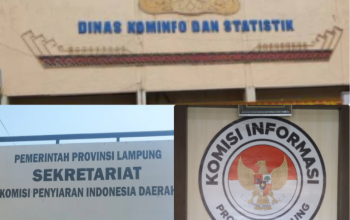 DINAS KOMINFO DAN STATISTIK
PEMERINTAH PROVINSI LAMPUNG
SEKRETARIAT
KOMISI PENYIARAN INDONESIA DAERAH
KOMISI INFORMASI